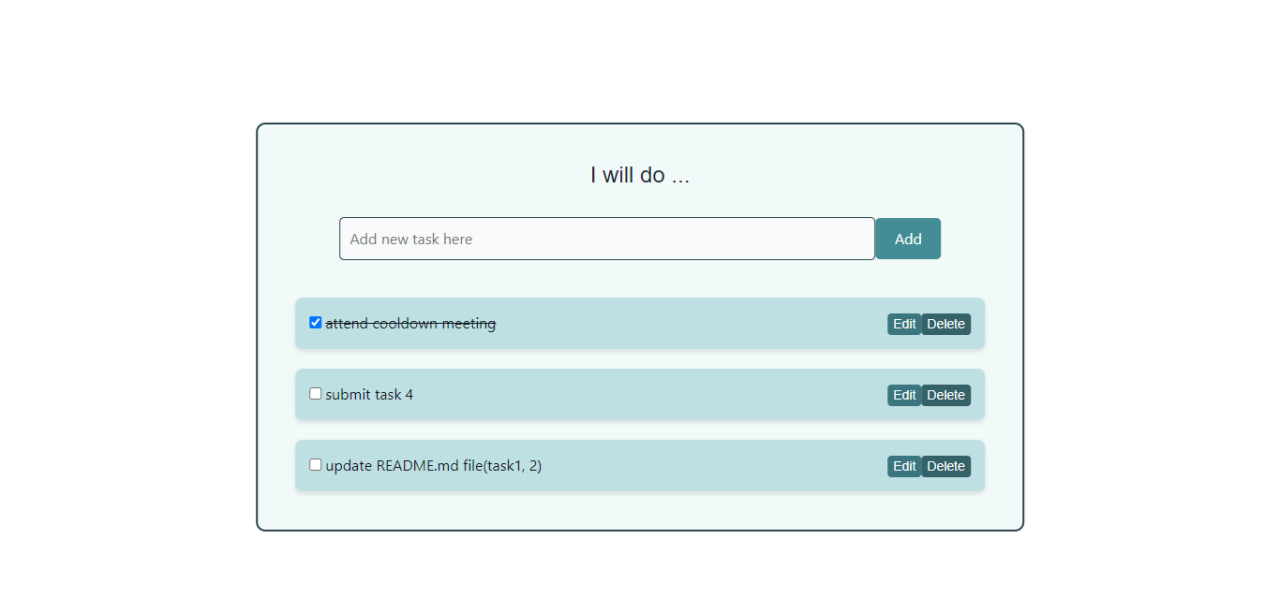 I will do ...
Add new task here Add
attend cooldown meeting Edit Delete
submit task 4 Edit Delete
update README.md file(task1, 2) Edit Delete